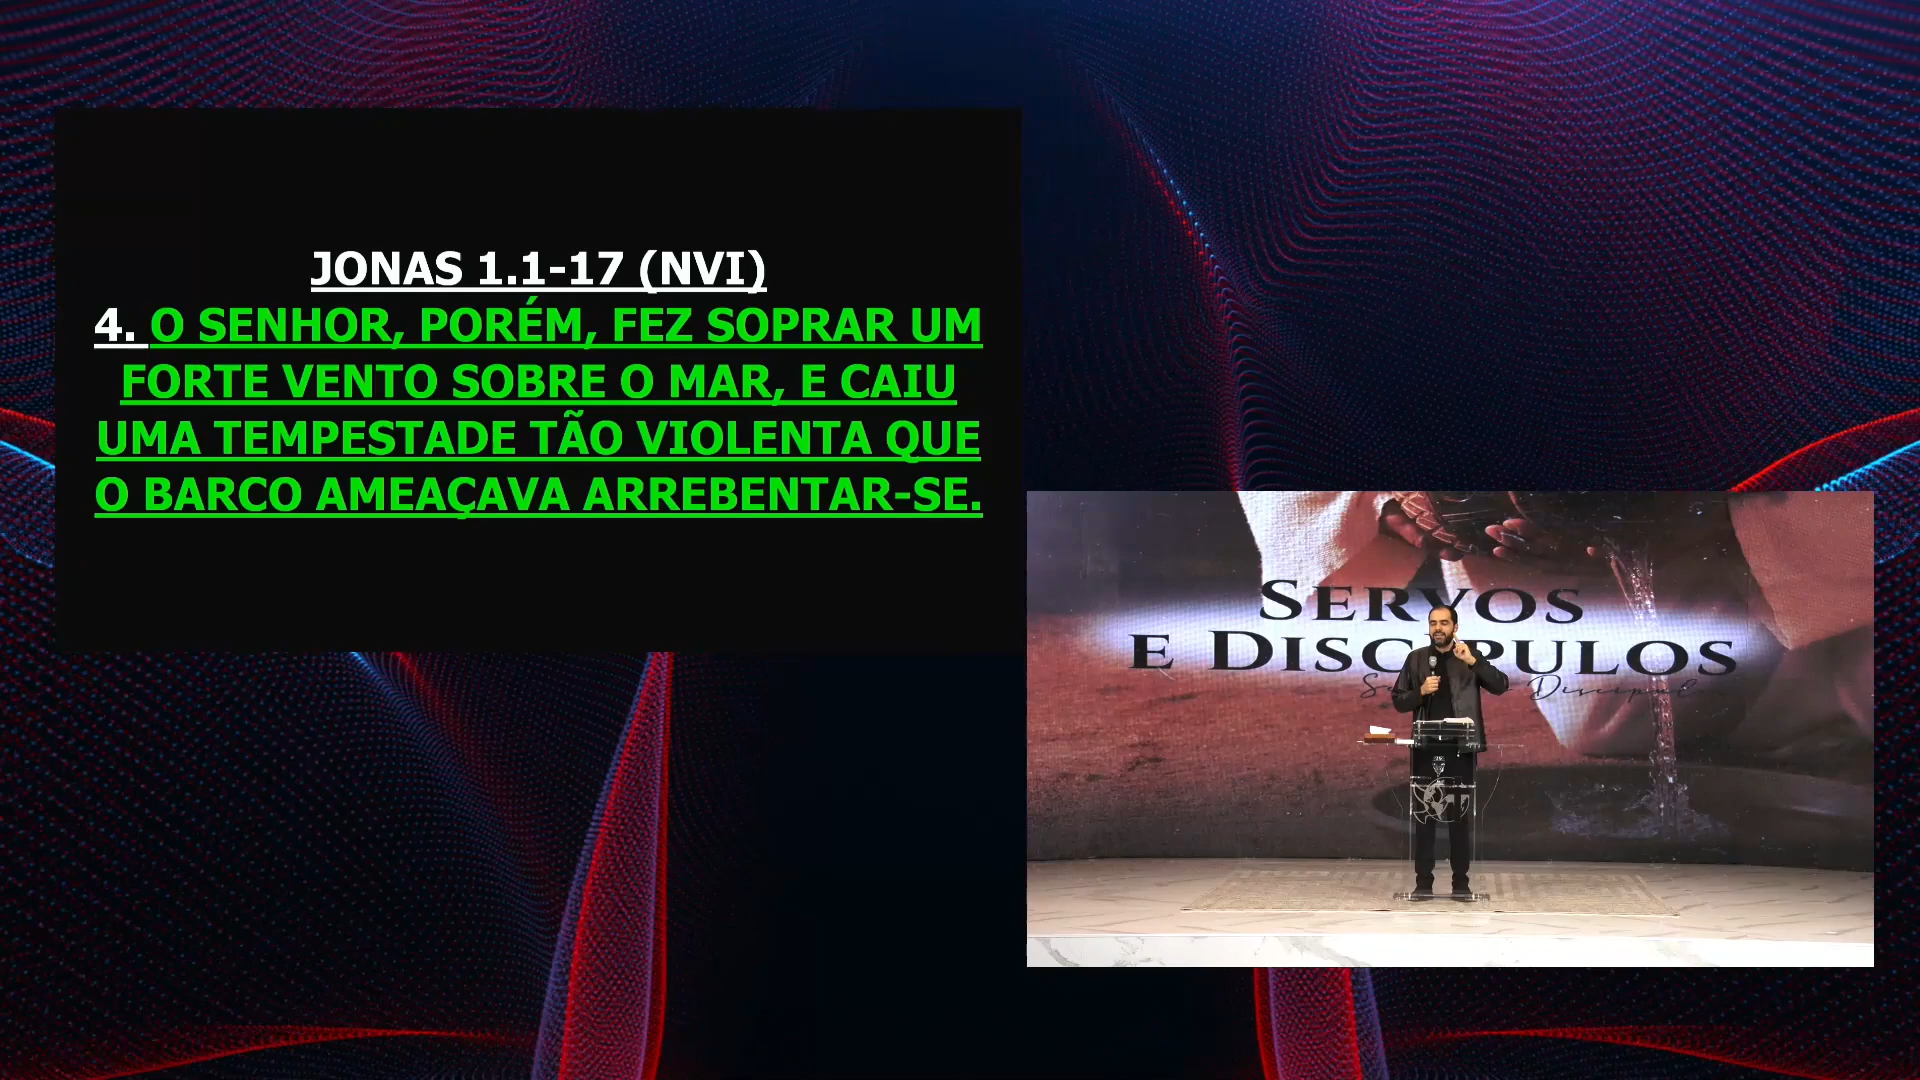 JONAS 1.1-17 (NVI)
4. O SENHOR, PORÉM, FEZ SOPRAR UM
FORTE VENTO SOBRE O MAR, E CAIU
UMA TEMPESTADE TÃO VIOLENTA QUE
O BARCO AMEAÇAVA ARREBENTAR-SE.
SERVOS
E DISCÍPULOS